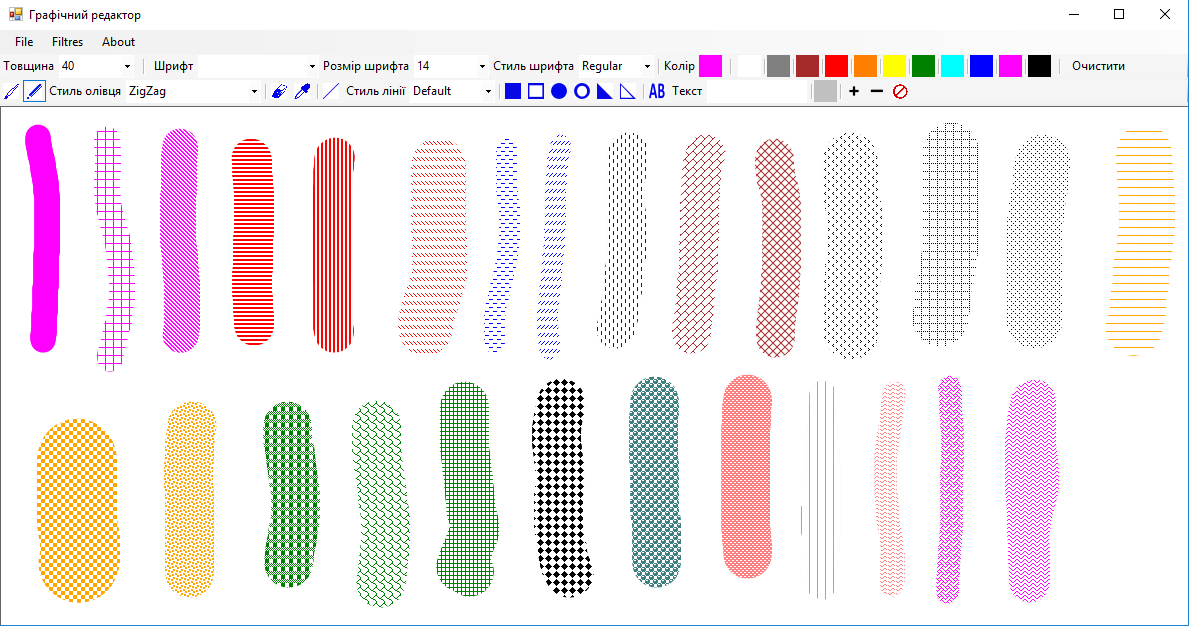 Графічний редактор
File Filtres About
Товщина 40 Шрифт Розмір шрифта 14 Стиль шрифта Regular Колір Очистити
Стиль олівця ZigZag Стиль лінії Default AB Текст